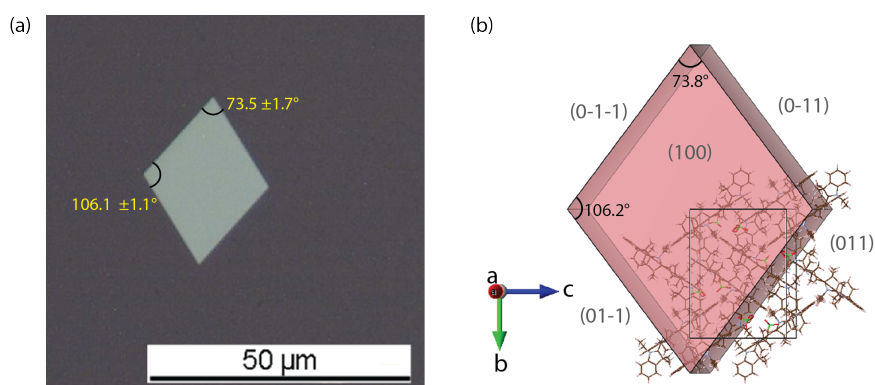 (a)
73.5 ±1.7°
106.1 ±1.1°
50 µm
(b)
73.8°
(0-1-1)
(0-11)
(100)
106.2°
(011)
(01-1)
a
a
c
b